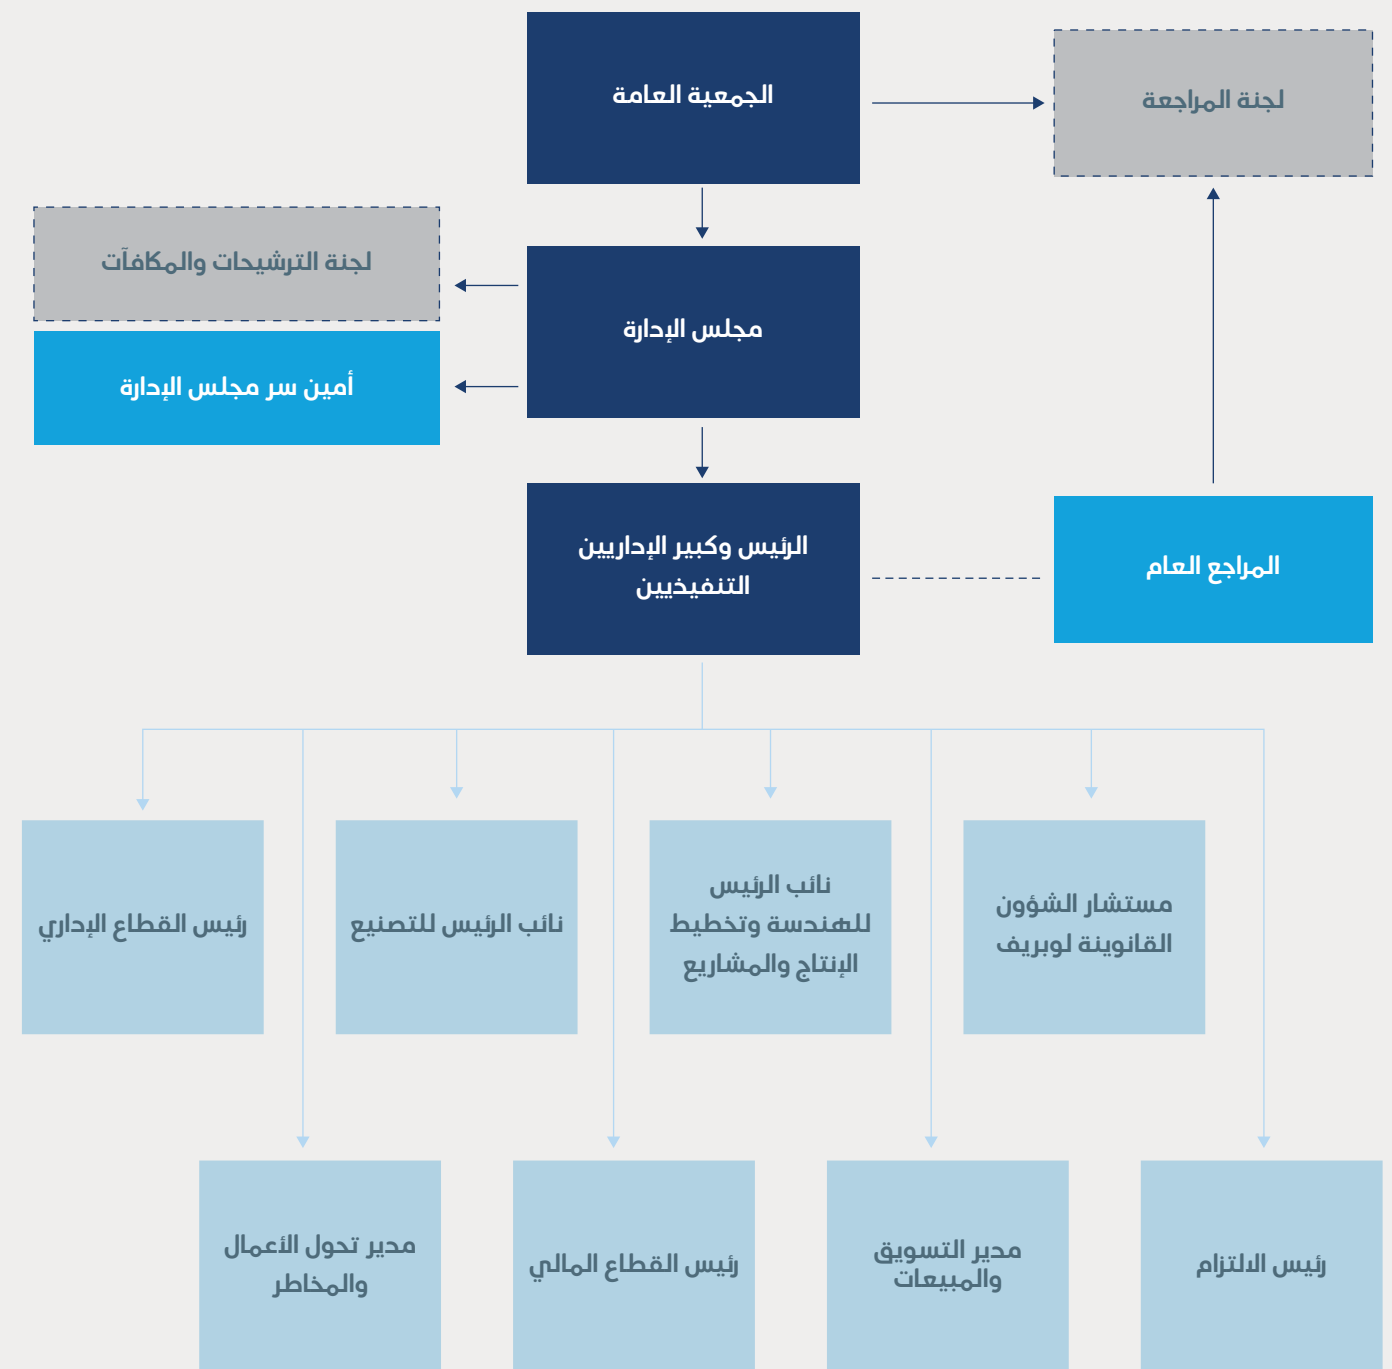 الجمعية العامة
لجنة المراجعة
لجنة الترشيحات والمكافآت
مجلس الإدارة
أمين سر مجلس الإدارة
الرئيس وكبير الإداريين
التنفيذيين
المراجع العام
مستشار الشؤون
القانوينة لوبريف
نائب الرئيس
للهندسة وتخطيط
الإنتاج والمشاريع
نائب الرئيس للتصنيع
رئيس القطاع الإداري
رئيس الالتزام
مدير التسويق
والمبيعات
رئيس القطاع المالي
مدير تحول الأعمال
والمخاطر